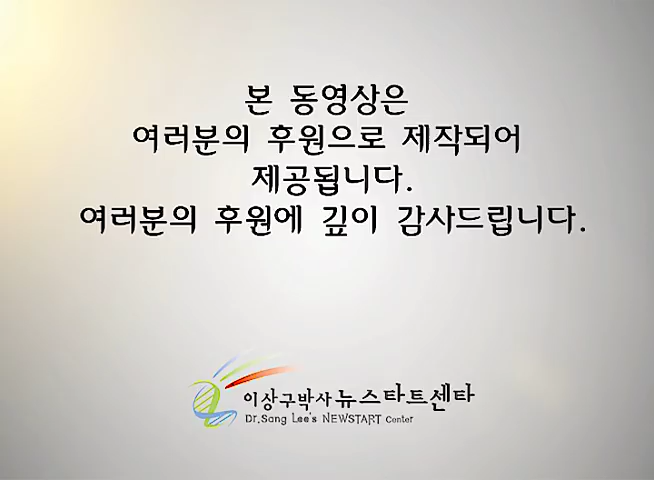 본 동영상은
여러분의 후원으로 제작되어
제공됩니다.
여러분의 후원에 깊이 감사드립니다.
이상구박사 뉴스타트센타
Dr.Sang Lee's NEWSTART Center